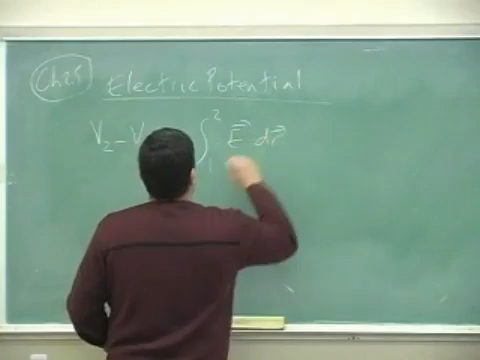 Ch25 Electric Potential
V₂ - V ∫₁² E⃗ dr⃗